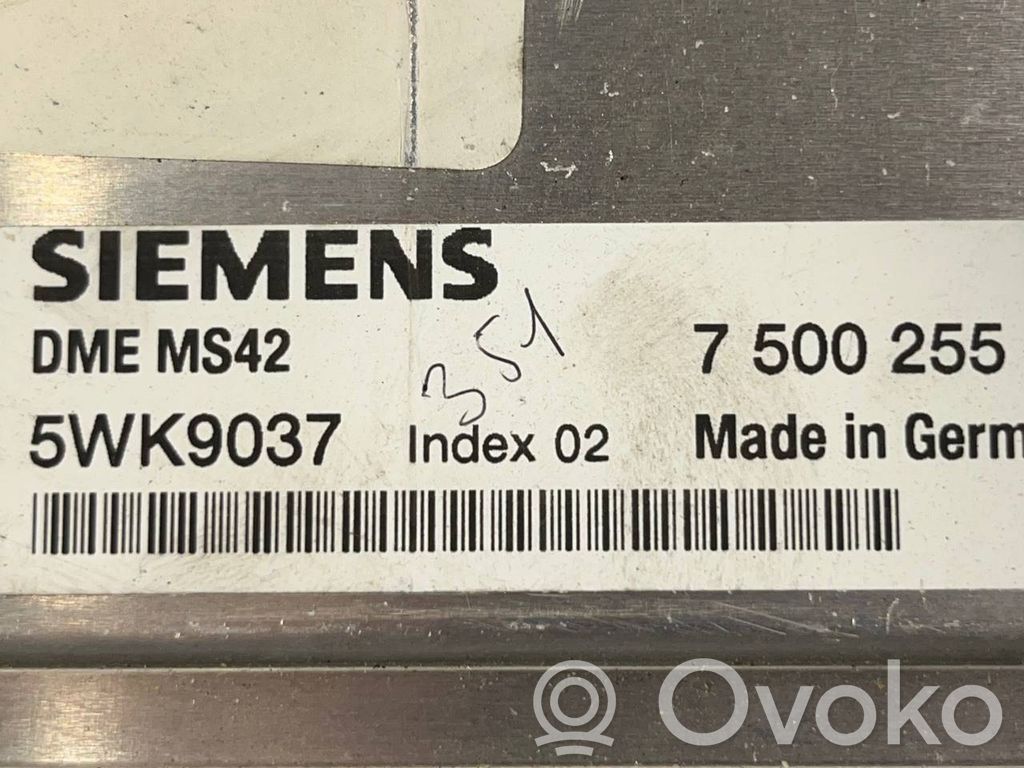 SIEMENS
DME MS42
351
7 500 255
5WK9037 Index 02
Made in Germ
Ovoko